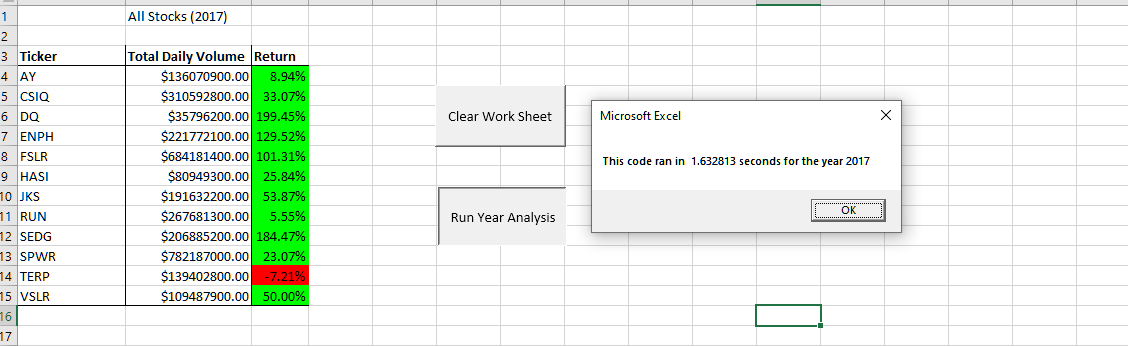 1 All Stocks (2017)
2
3 Ticker Total Daily Volume Return
4 AY $136070900.00 8.94%
5 CSIQ $310592800.00 33.07%
6 DQ $35796200.00 199.45%
7 ENPH $221772100.00 129.52%
8 FSLR $684181400.00 101.31%
9 HASI $80949300.00 25.84%
10 JKS $191632200.00 53.87%
11 RUN $267681300.00 5.55%
12 SEDG $206885200.00 184.47%
13 SPWR $782187000.00 23.07%
14 TERP $139402800.00 -7.21%
15 VSLR $109487900.00 50.00%
16
17
Clear Work Sheet
Run Year Analysis
Microsoft Excel
This code ran in 1.632813 seconds for the year 2017
OK